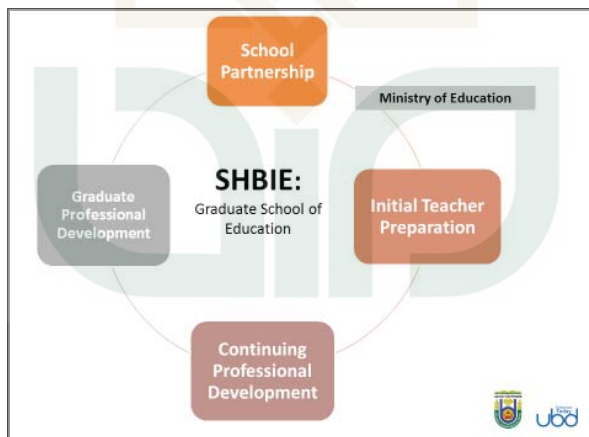 School
Partnership
Ministry of Education
SHBIE:
Graduate School of
Education
Graduate
Professional
Development
Initial Teacher
Preparation
Continuing
Professional
Development
ubd